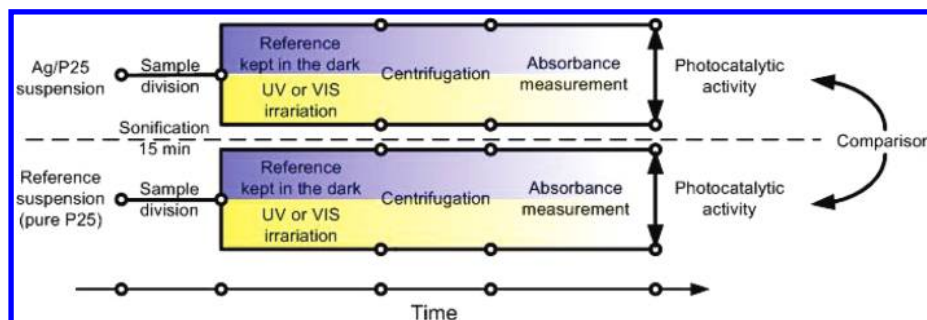 Ag/P25
suspension
Sample
division
Reference
kept in the dark
UV or VIS
irrariation
Centrifugation
Absorbance
measurement
Photocatalytic
activity
Sonification
15 min
Comparison
Reference
suspension
(pure P25)
Sample
division
Reference
kept in the dark
UV or VIS
irrariation
Centrifugation
Absorbance
measurement
Photocatalytic
activity
Time